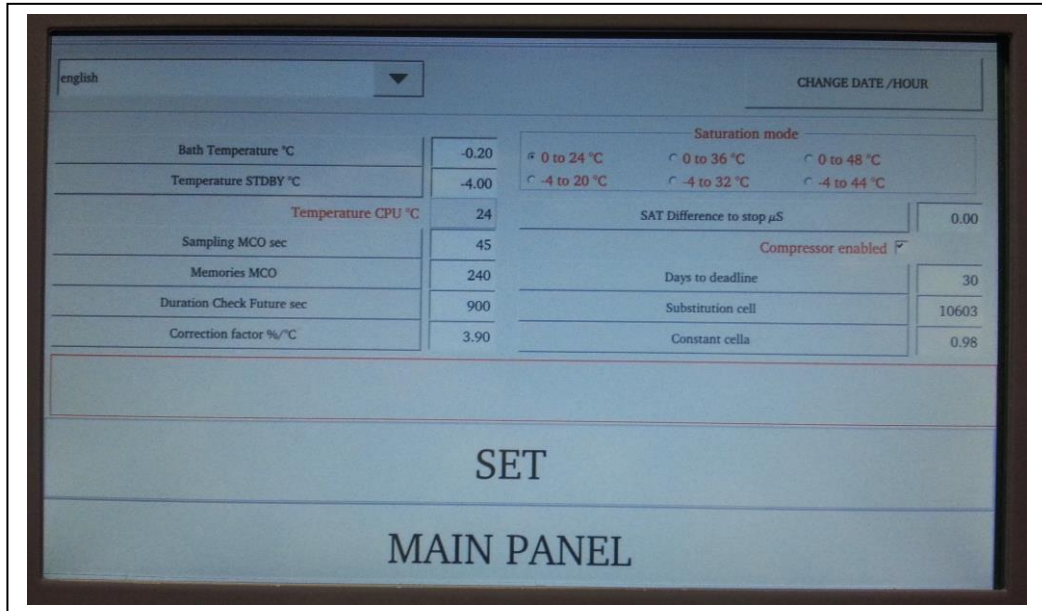 english
CHANGE DATE /HOUR
Bath Temperature °C -0.20
Temperature STDBY °C -4.00
Temperature CPU °C 24
Sampling MCO sec 45
Memories MCO 240
Duration Check Future sec 900
Correction factor %/°C 3.90
Saturation mode
0 to 24 °C 0 to 36 °C 0 to 48 °C
-4 to 20 °C -4 to 32 °C -4 to 44 °C
SAT Difference to stop µS 0.00
Compressor enabled
Days to deadline 30
Substitution cell 10603
Constant cella 0.98
SET
MAIN PANEL